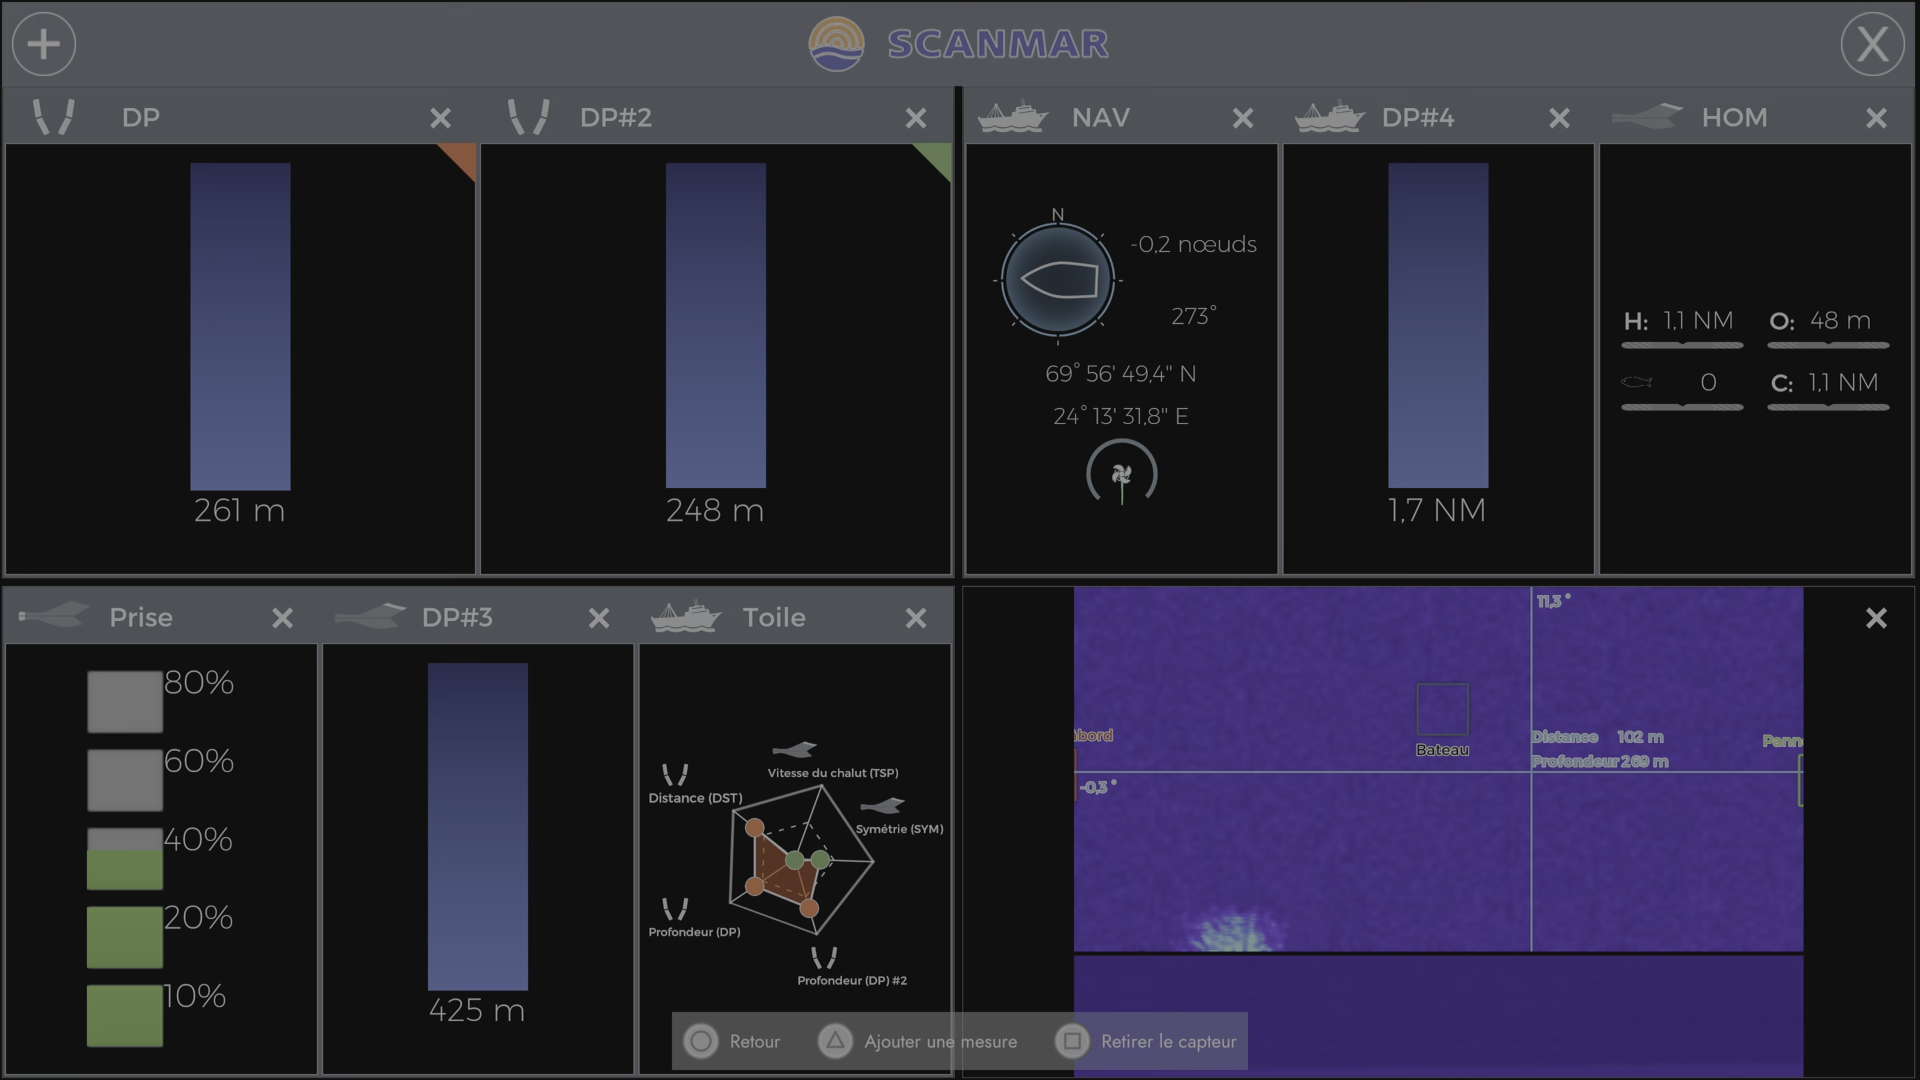 SCANMAR
X
DP
DP#2
NAV
DP#4
HOM
261 m
248 m
N
-0,2 nœuds
273°
69° 56' 49,4" N
24° 13' 31,8" E
1,7 NM
H: 1,1 NM
O: 48 m
0
C: 1,1 NM
Prise
DP#3
Toile
80%
60%
40%
20%
10%
425 m
Vitesse du chalut (TSP)
Distance (DST)
Symétrie (SYM)
Profondeur (DP)
Profondeur (DP) #2
11,3°
bord
Bateau
Distance 102 m
Profondeur 269 m
Pann
-0,3°
Retour
Ajouter une mesure
Retirer le capteur